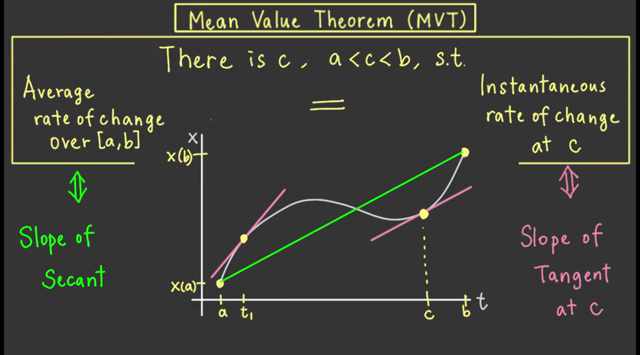 Mean Value Theorem (MVT)
There is c, a<c<b, s.t.
Average
rate of change
over [a,b]
=
Instantaneous
rate of change
at c
Slope of
Secant
x
x(b)
x(a)
a
t₁
c
b
t
Slope of
Tangent
at c